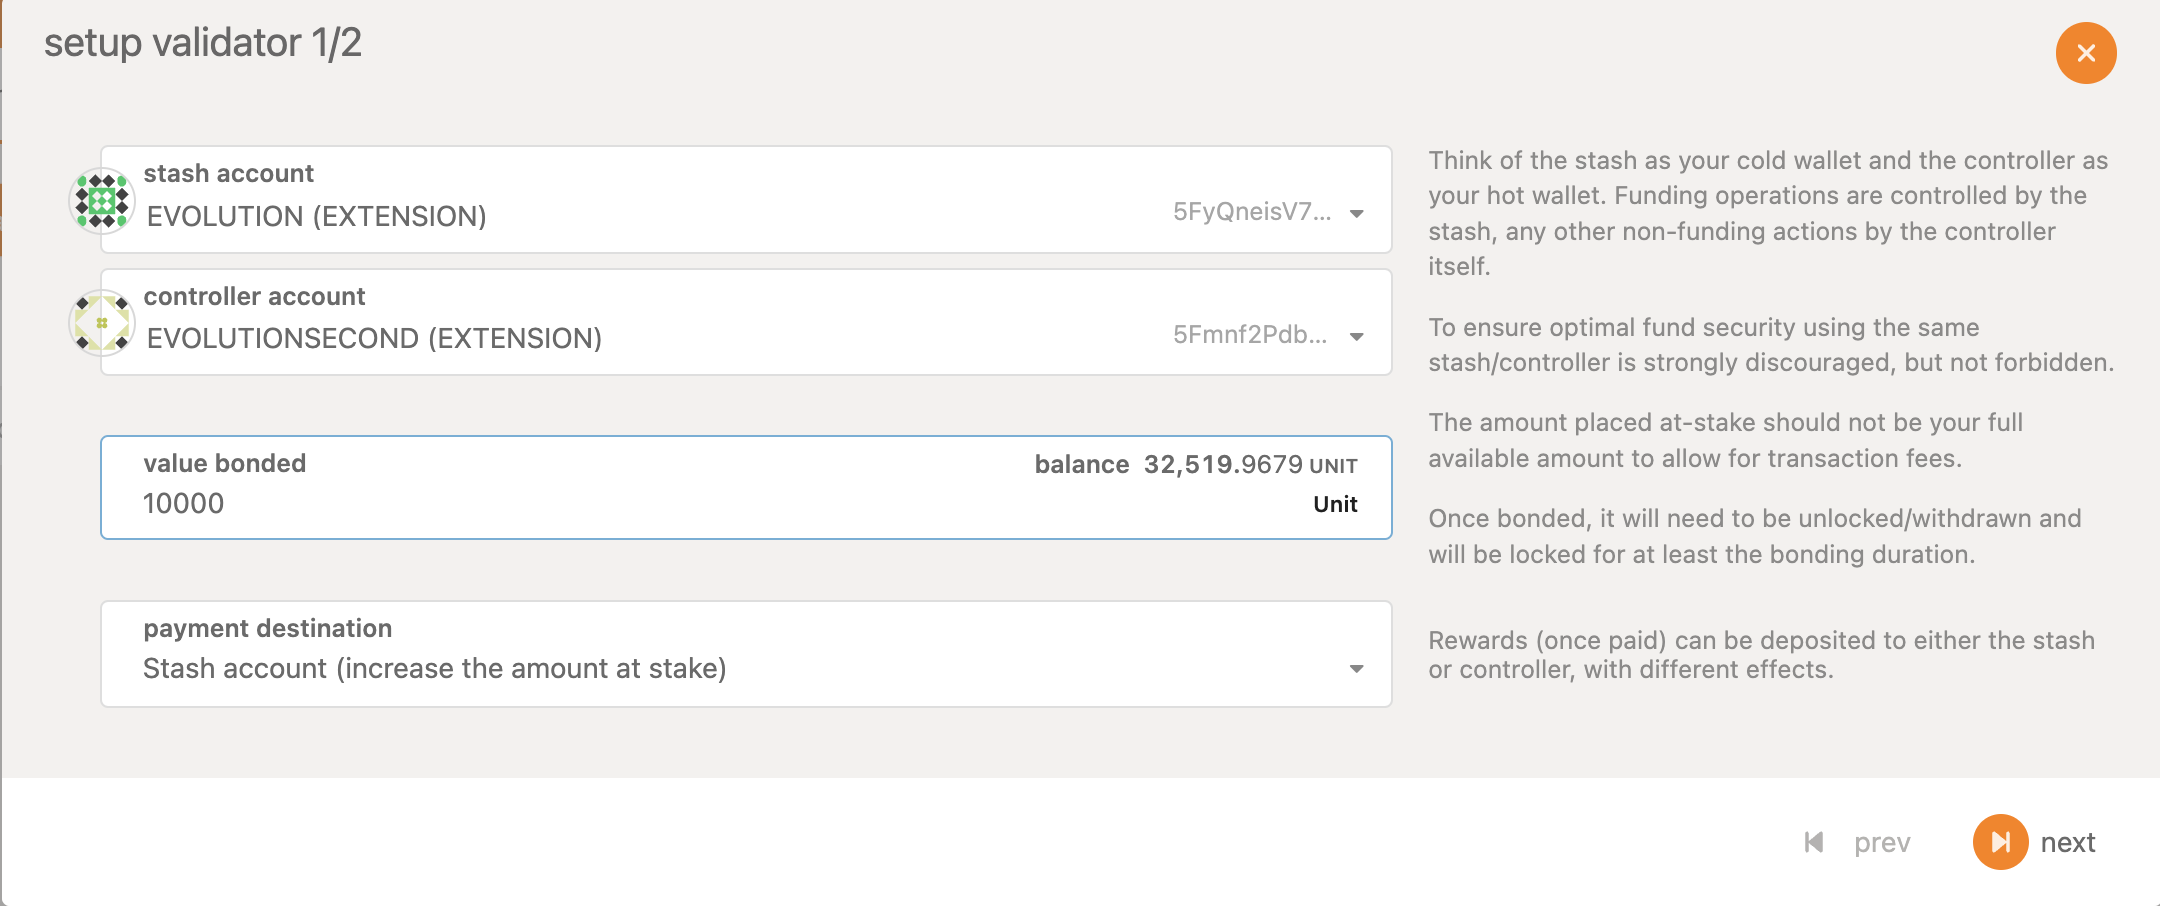 setup validator 1/2
stash account
EVOLUTION (EXTENSION)
5FyQneisV7...
controller account
EVOLUTIONSECOND (EXTENSION)
5Fmnf2Pdb...
Think of the stash as your cold wallet and the controller as
your hot wallet. Funding operations are controlled by the
stash, any other non-funding actions by the controller
itself.
To ensure optimal fund security using the same
stash/controller is strongly discouraged, but not forbidden.
value bonded
balance 32,519.9679 UNIT
10000
Unit
The amount placed at-stake should not be your full
available amount to allow for transaction fees.
Once bonded, it will need to be unlocked/withdrawn and
will be locked for at least the bonding duration.
payment destination
Stash account (increase the amount at stake)
Rewards (once paid) can be deposited to either the stash
or controller, with different effects.
prev
next